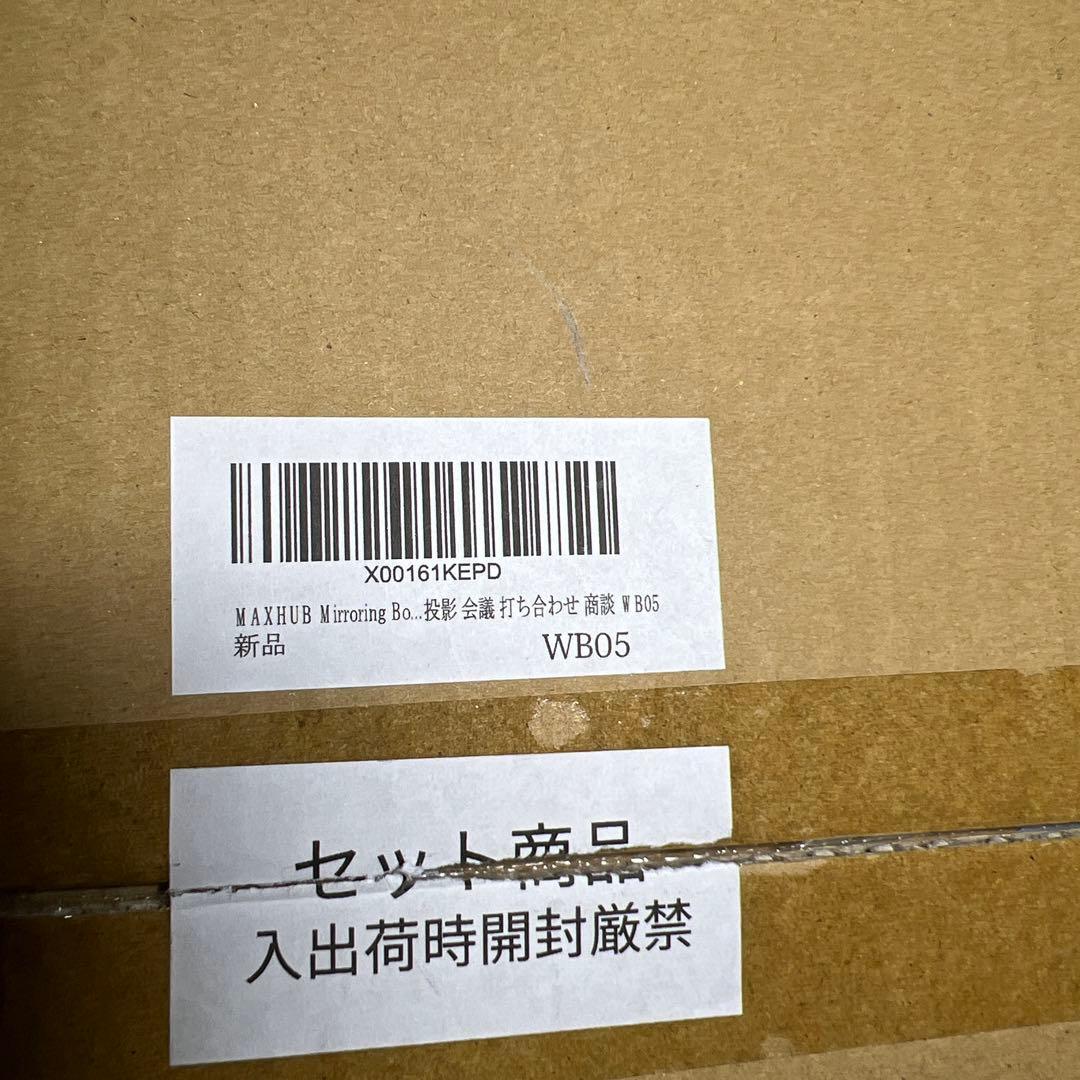 X00161KEPD
MAXHUB Mirroring Bo...投影 会議 打ち合わせ 商談 WB05
新品 WB05
セット商品
入出荷時開封厳禁